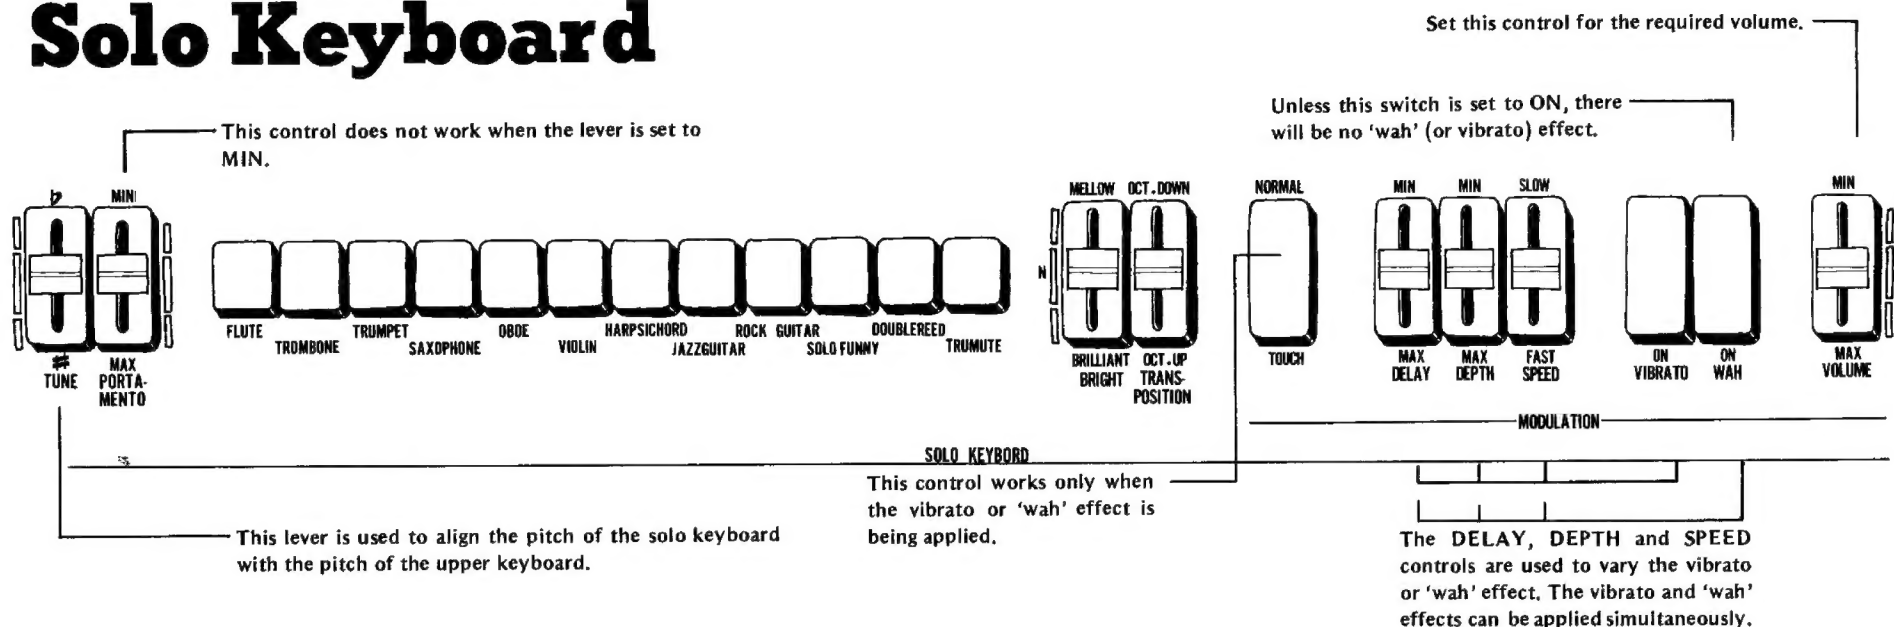 Solo Keyboard
Set this control for the required volume.
Unless this switch is set to ON, there
will be no 'wah' (or vibrato) effect.
This control does not work when the lever is set to
MIN.
♭
MIN
MELLOW OCT.DOWN
NORMAL
MIN
MIN
SLOW
MIN
N
FLUTE
TROMBONE
TRUMPET
SAXOPHONE
OBOE
VIOLIN
HARPSICHORD
JAZZGUITAR
ROCK GUITAR
SOLO FUNNY
DOUBLEREED
TRUMUTE
♯
TUNE
MAX
PORTA-
MENTO
BRILLIANT
BRIGHT
OCT.UP
TRANS-
POSITION
TOUCH
MAX
DELAY
MAX
DEPTH
FAST
SPEED
ON
VIBRATO
ON
WAH
MAX
VOLUME
MODULATION
SOLO KEYBORD
This control works only when
the vibrato or 'wah' effect is
being applied.
This lever is used to align the pitch of the solo keyboard
with the pitch of the upper keyboard.
The DELAY, DEPTH and SPEED
controls are used to vary the vibrato
or 'wah' effect. The vibrato and 'wah'
effects can be applied simultaneously.